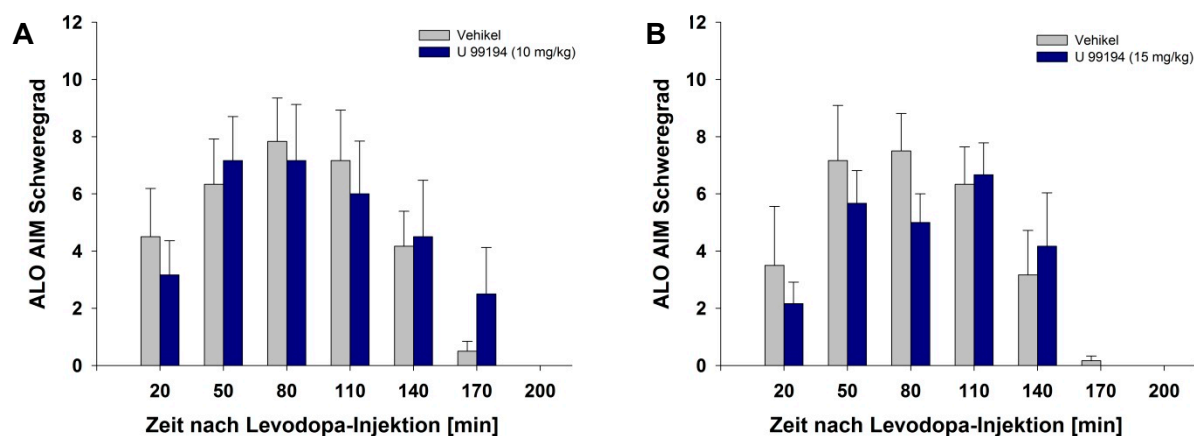 A
ALO AIM Schweregrad
12
10
8
6
4
2
0
Vehikel
U 99194 (10 mg/kg)
20 50 80 110 140 170 200
Zeit nach Levodopa-Injektion [min]
B
ALO AIM Schweregrad
12
10
8
6
4
2
0
Vehikel
U 99194 (15 mg/kg)
20 50 80 110 140 170 200
Zeit nach Levodopa-Injektion [min]